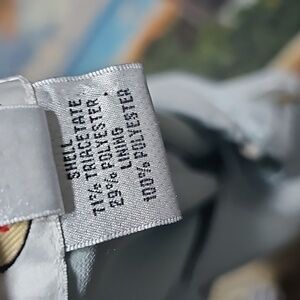 SHELL
71% TRIACETATE
29% POLYESTER
LINING
100% POLYESTER